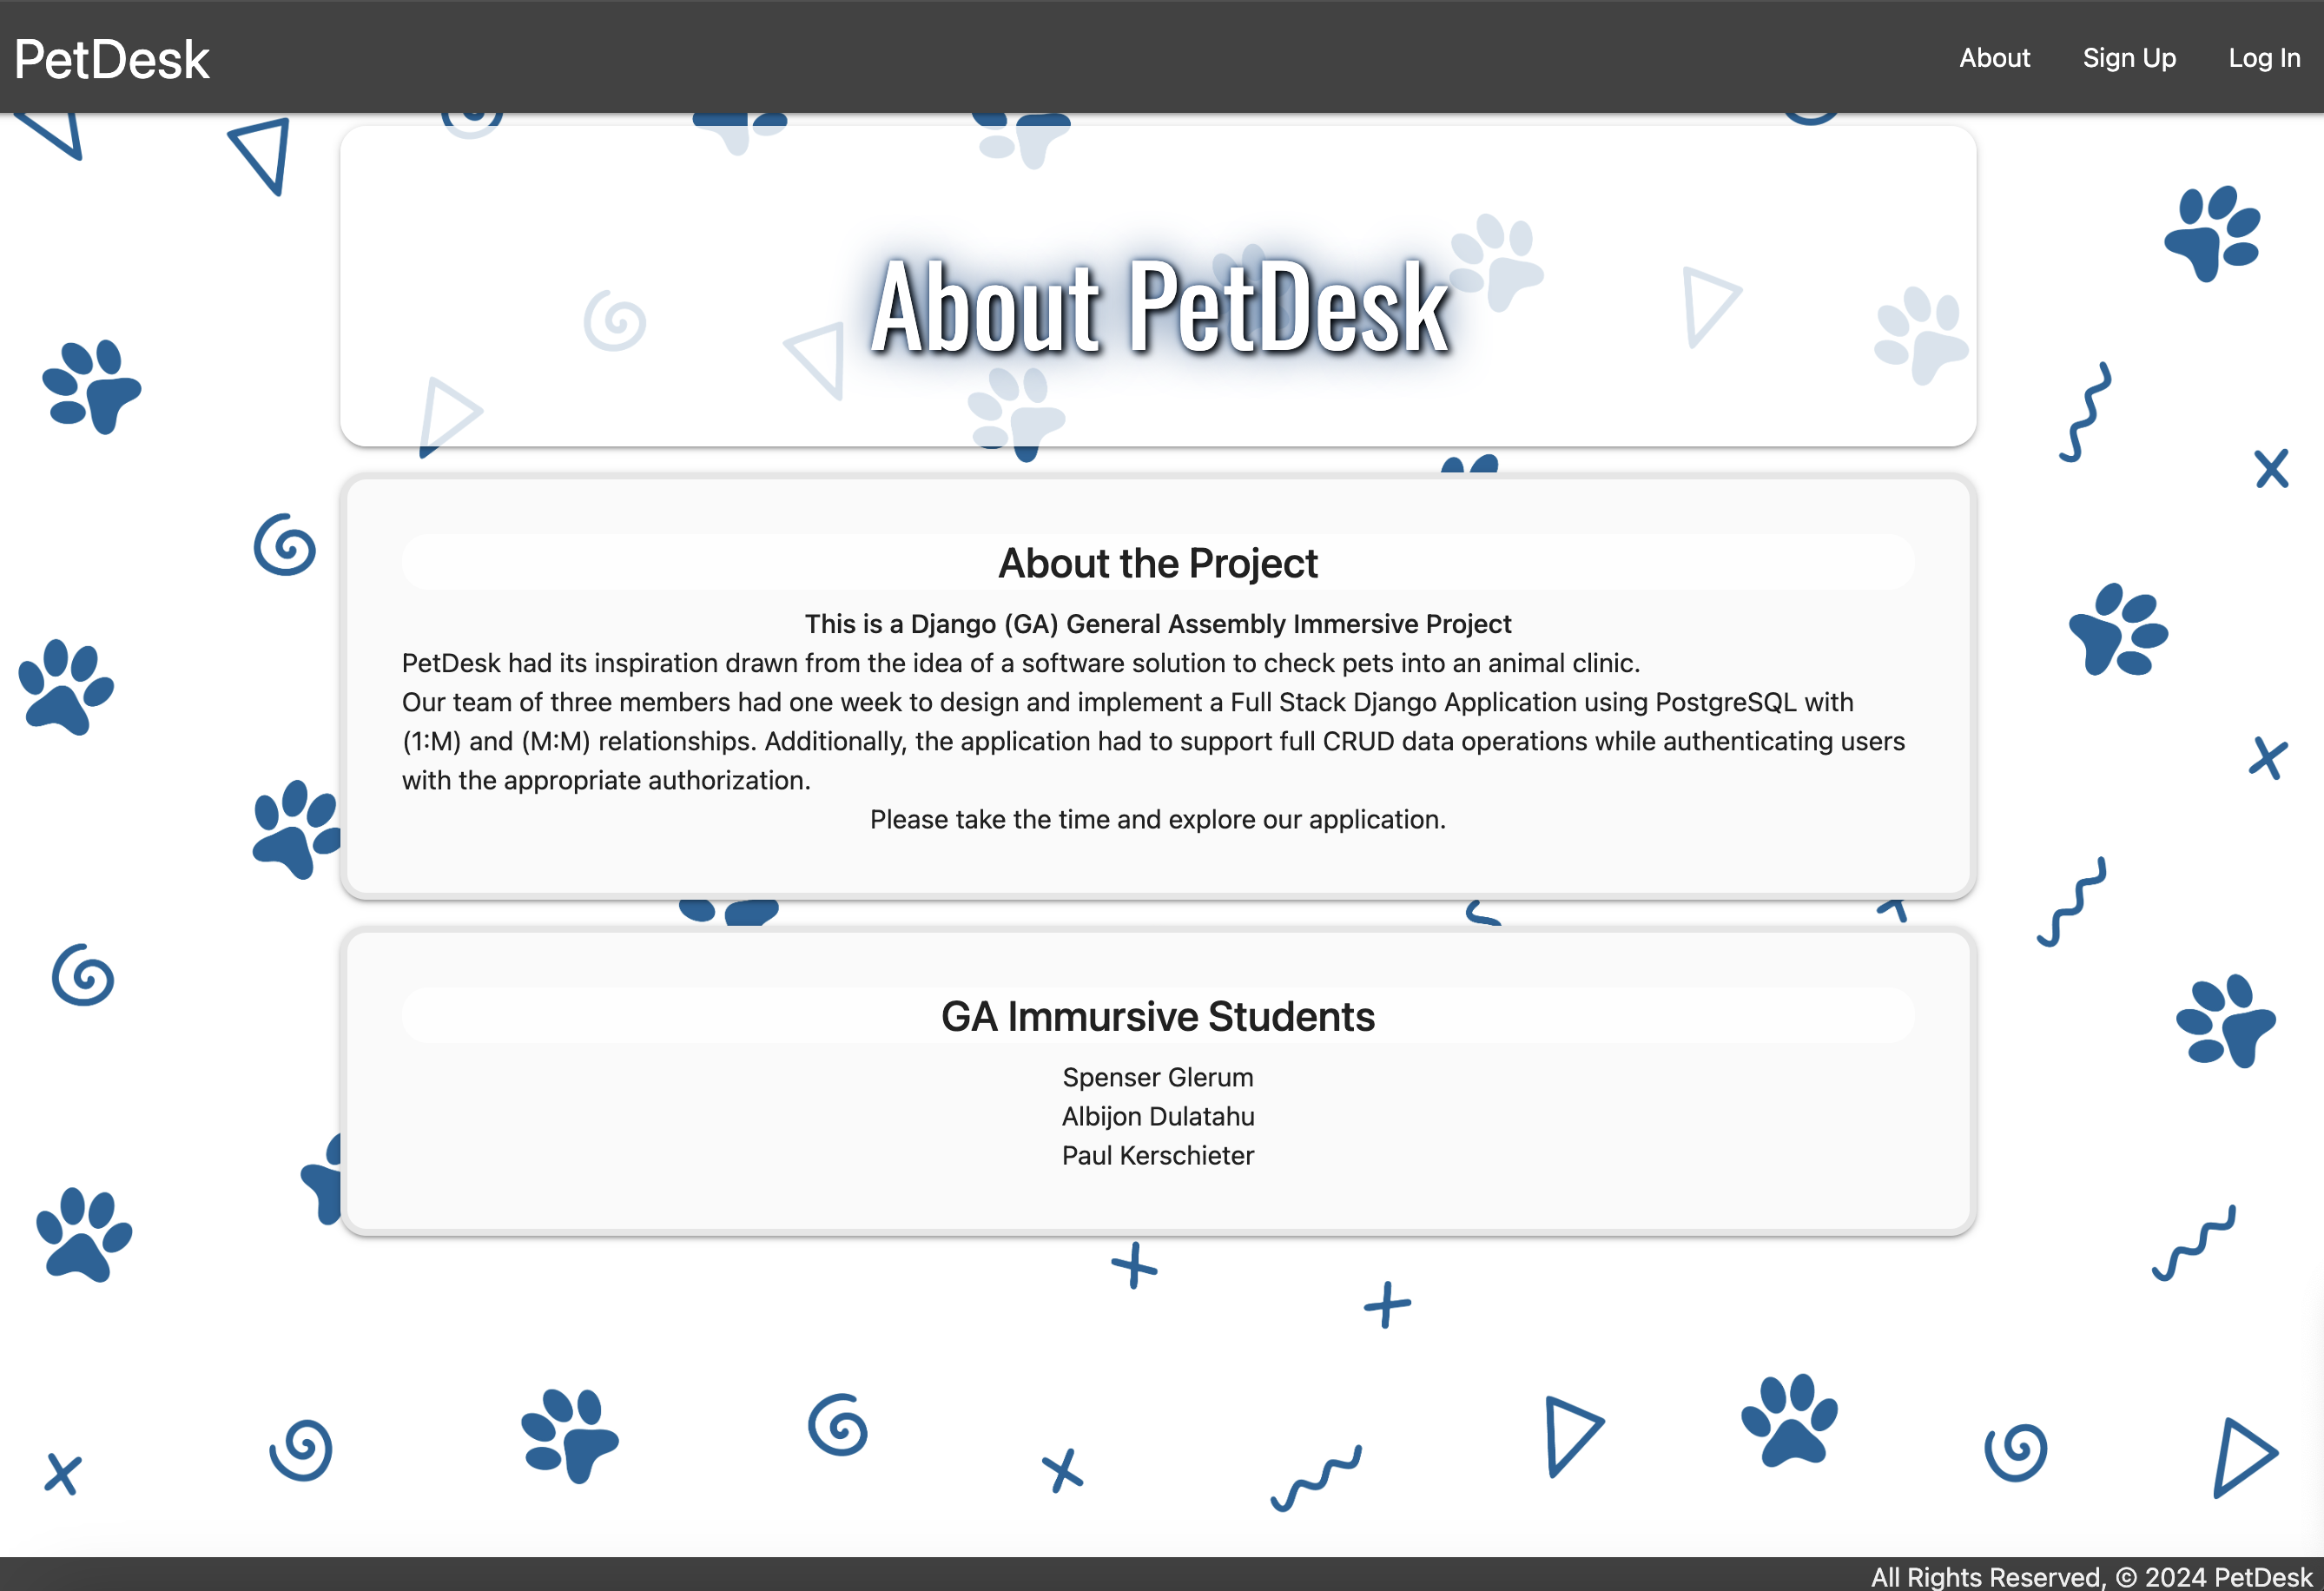 PetDesk
About Sign Up Log In
About PetDesk
About the Project
This is a Django (GA) General Assembly Immersive Project
PetDesk had its inspiration drawn from the idea of a software solution to check pets into an animal clinic.
Our team of three members had one week to design and implement a Full Stack Django Application using PostgreSQL with
(1:M) and (M:M) relationships. Additionally, the application had to support full CRUD data operations while authenticating users
with the appropriate authorization.
Please take the time and explore our application.
GA Immursive Students
Spenser Glerum
Albijon Dulatahu
Paul Kerschieter
All Rights Reserved, © 2024 PetDesk